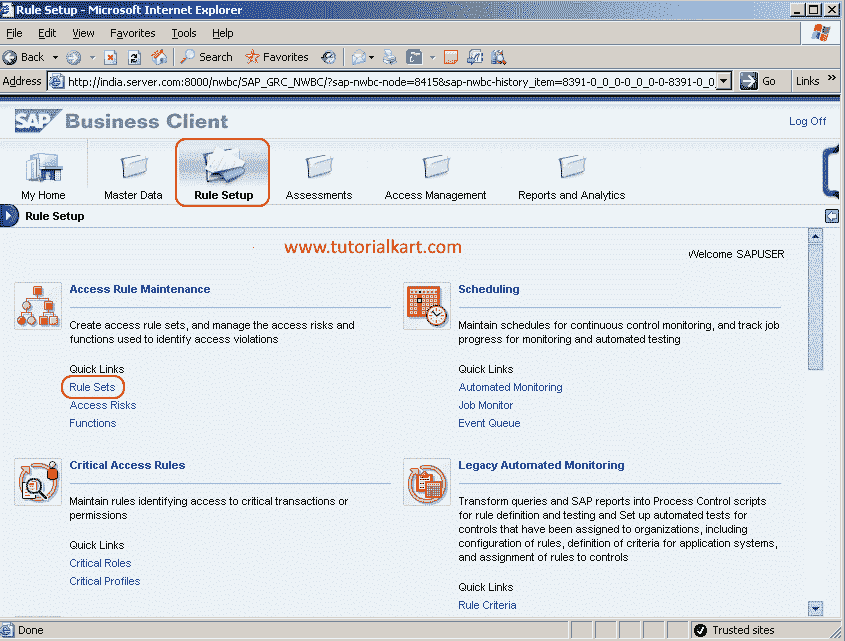 Rule Setup - Microsoft Internet Explorer
File Edit View Favorites Tools Help
Back Search Favorites
Address http://india.server.com:8000/nwbc/SAP_GRC_NWBC/?sap-nwbc-node=8415&sap-nwbc-history_item=8391-0_0_0-0_0_0-0-8391-0_0_ Go Links »
SAP Business Client
Log Off
My Home Master Data Rule Setup Assessments Access Management Reports and Analytics
Rule Setup
www.tutorialkart.com
Welcome SAPUSER
Access Rule Maintenance
Create access rule sets, and manage the access risks and
functions used to identify access violations
Quick Links
Rule Sets
Access Risks
Functions
Scheduling
Maintain schedules for continuous control monitoring, and track job
progress for monitoring and automated testing
Quick Links
Automated Monitoring
Job Monitor
Event Queue
Critical Access Rules
Maintain rules identifying access to critical transactions or
permissions
Quick Links
Critical Roles
Critical Profiles
Legacy Automated Monitoring
Transform queries and SAP reports into Process Control scripts
for rule definition and testing and Set up automated tests for
controls that have been assigned to organizations, including
configuration of rules, definition of criteria for application systems,
and assignment of rules to controls
Quick Links
Rule Criteria
Done
Trusted sites